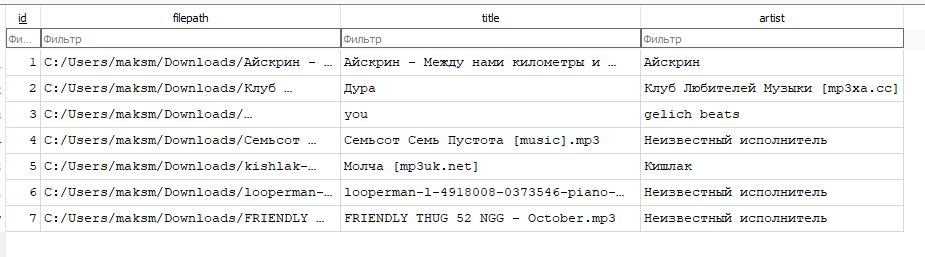 id filepath title artist
Фи... Фильтр Фильтр Фильтр
1 C:/Users/maksm/Downloads/Айскрин - … Айскрин - Между нами километры и … Айскрин
2 C:/Users/maksm/Downloads/Клуб … Дура Клуб Любителей Музыки [mp3xa.cc]
3 C:/Users/maksm/Downloads/… you gelich beats
4 C:/Users/maksm/Downloads/Семьсот … Семьсот Семь Пустота [music].mp3 Неизвестный исполнитель
5 C:/Users/maksm/Downloads/kishlak-… Молча [mp3uk.net] Кишлак
6 C:/Users/maksm/Downloads/looperman-… looperman-l-4918008-0373546-piano-… Неизвестный исполнитель
7 C:/Users/maksm/Downloads/FRIENDLY … FRIENDLY THUG 52 NGG - October.mp3 Неизвестный исполнитель